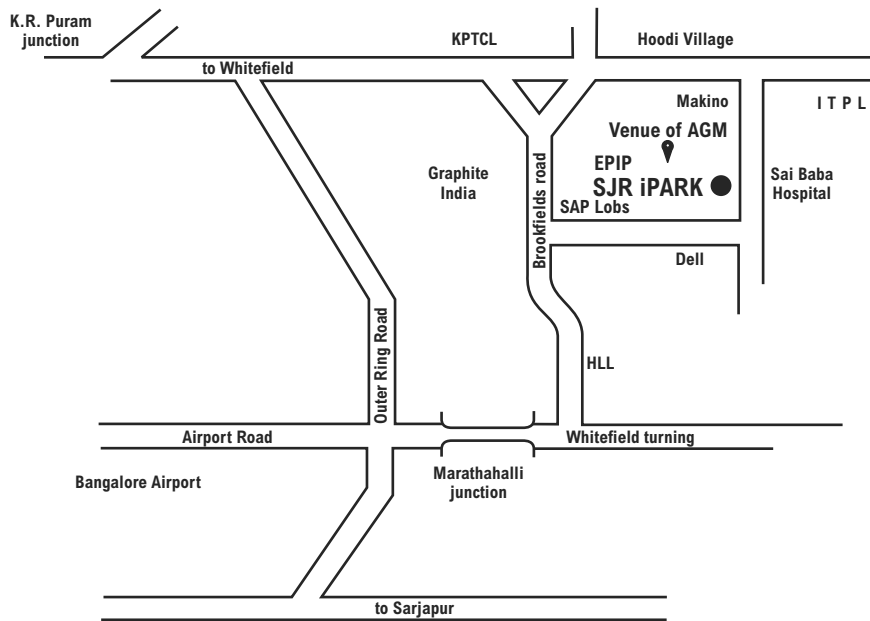 K.R. Puram
junction
KPTCL
Hoodi Village
to Whitefield
Makino
I T P L
Venue of AGM
Graphite
India
EPIP
SJR iPARK
SAP Lobs
Sai Baba
Hospital
Brookfields road
Dell
Outer Ring Road
HLL
Airport Road
Whitefield turning
Bangalore Airport
Marathahalli
junction
to Sarjapur